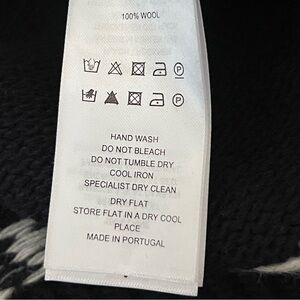 100% WOOL
P
P
HAND WASH
DO NOT BLEACH
DO NOT TUMBLE DRY
COOL IRON
SPECIALIST DRY CLEAN
DRY FLAT
STORE FLAT IN A DRY COOL
PLACE
MADE IN PORTUGAL